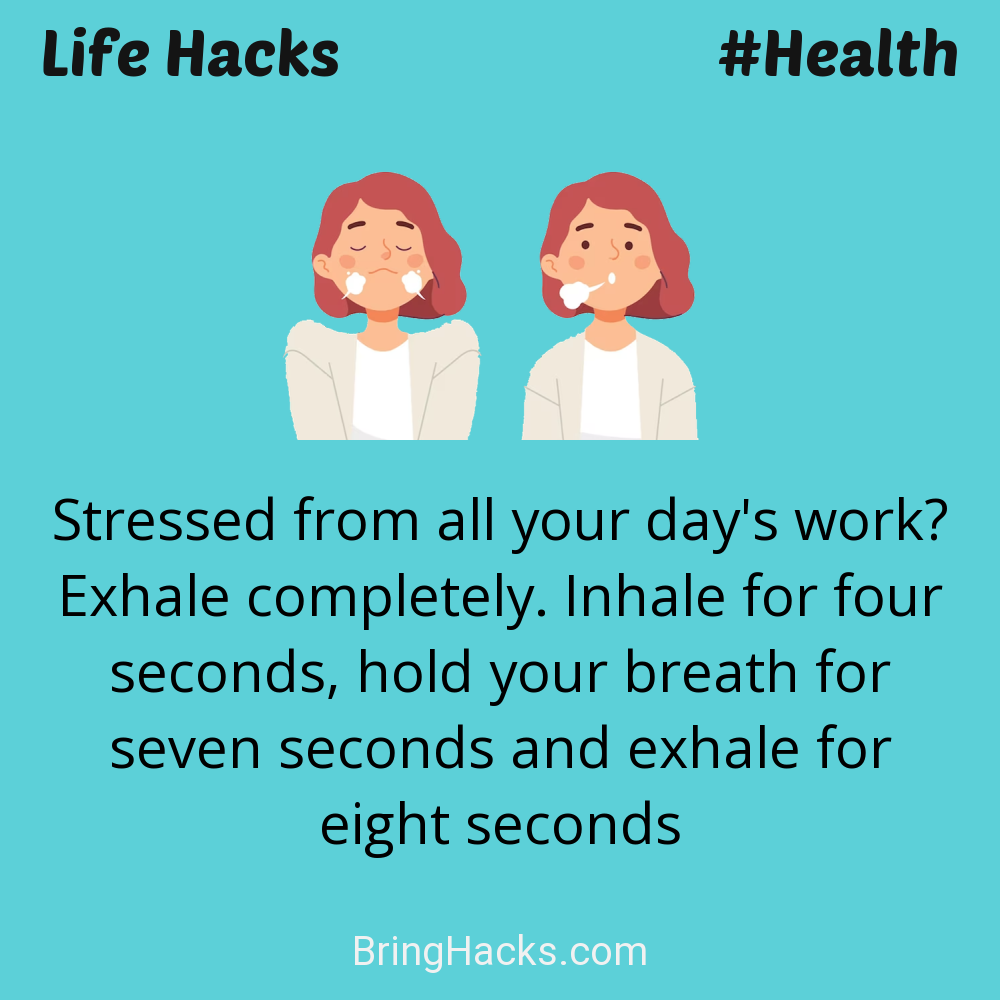 Life Hacks
#Health
Stressed from all your day's work?
Exhale completely. Inhale for four
seconds, hold your breath for
seven seconds and exhale for
eight seconds
BringHacks.com